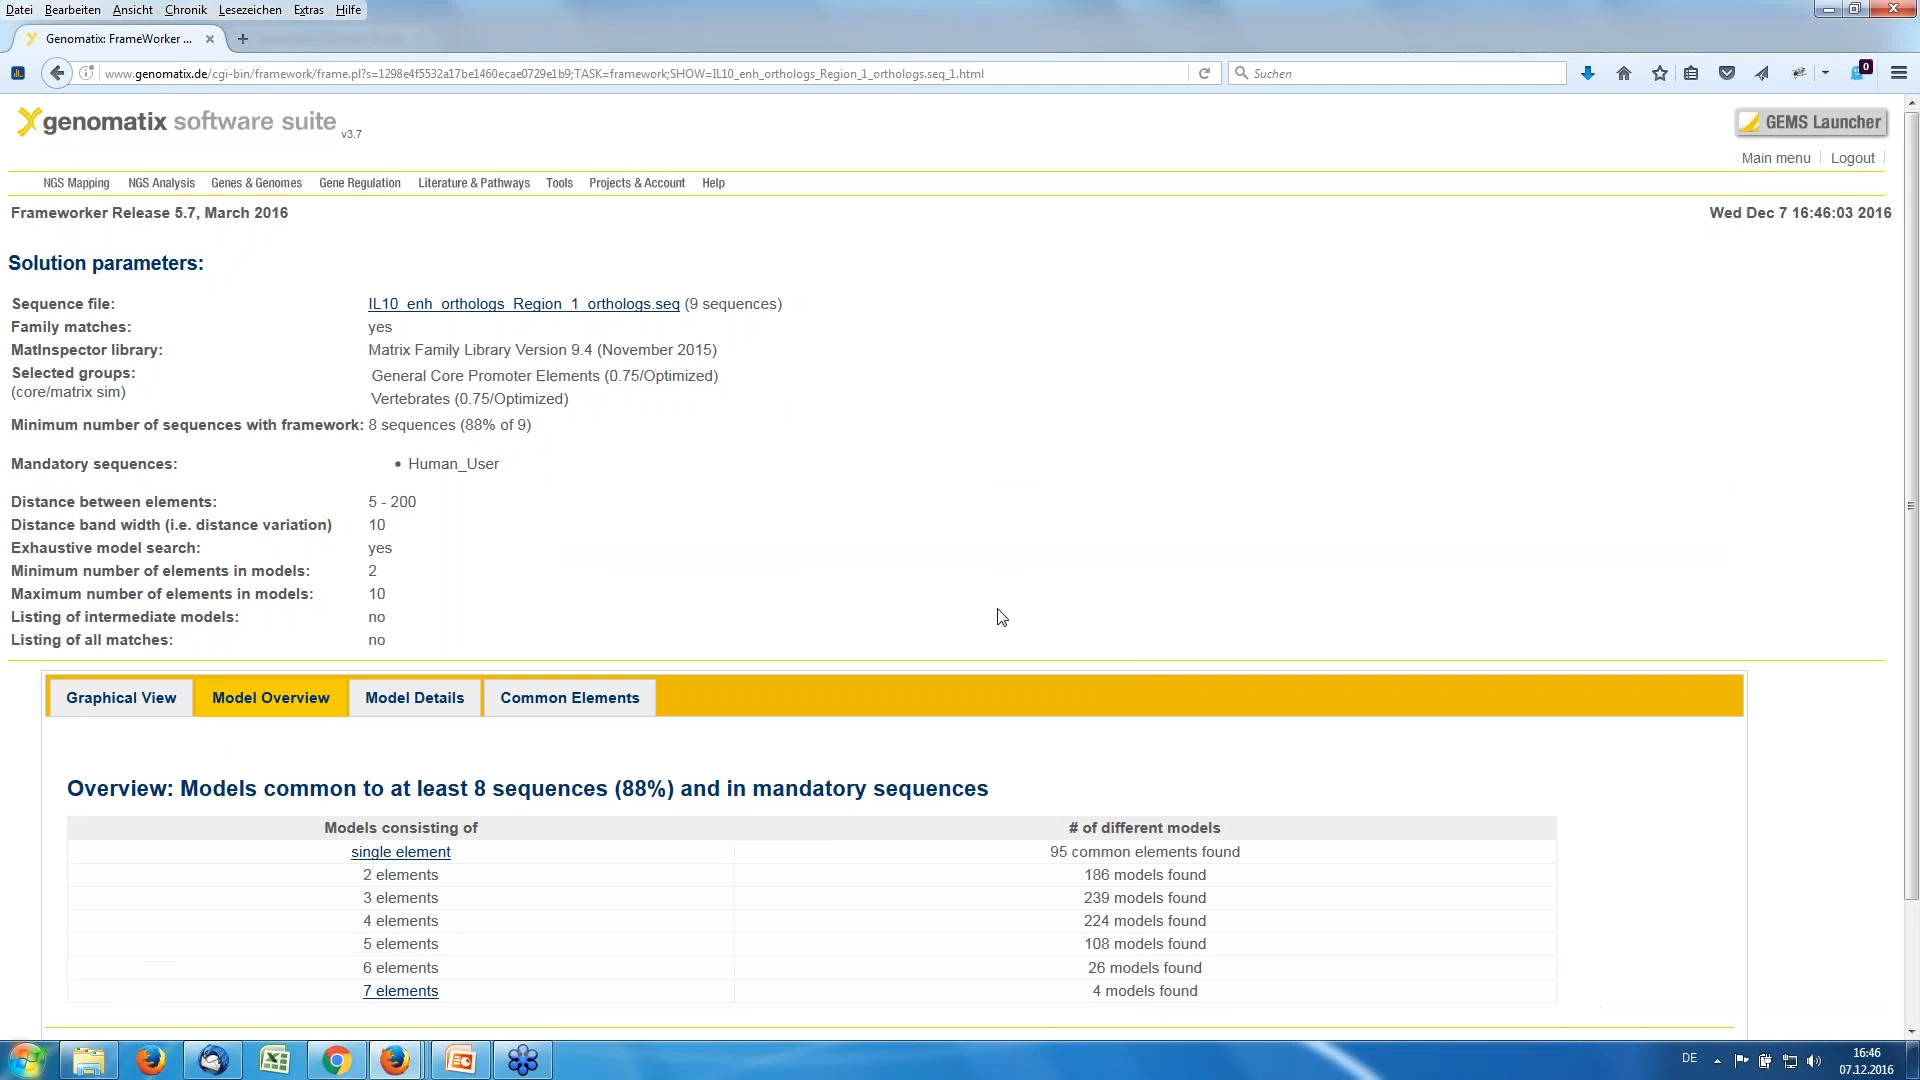 Datei Bearbeiten Ansicht Chronik Lesezeichen Extras Hilfe
Genomatix: FrameWorker ...
www.genomatix.de/cgi-bin/framework/frame.pl?s=1298e4f5532a17be1460ecae0729e1b9;TASK=framework;SHOW=IL10_enh_orthologs_Region_1_orthologs.seq_1.html
Suchen
0
genomatix software suite v3.7
GEMS Launcher
Main menu Logout
NGS Mapping NGS Analysis Genes & Genomes Gene Regulation Literature & Pathways Tools Projects & Account Help
Frameworker Release 5.7, March 2016
Wed Dec 7 16:46:03 2016
Solution parameters:
Sequence file: IL10_enh_orthologs_Region_1_orthologs.seq (9 sequences)
Family matches: yes
MatInspector library: Matrix Family Library Version 9.4 (November 2015)
Selected groups: General Core Promoter Elements (0.75/Optimized)
(core/matrix sim) Vertebrates (0.75/Optimized)
Minimum number of sequences with framework: 8 sequences (88% of 9)
Mandatory sequences: • Human_User
Distance between elements: 5 - 200
Distance band width (i.e. distance variation) 10
Exhaustive model search: yes
Minimum number of elements in models: 2
Maximum number of elements in models: 10
Listing of intermediate models: no
Listing of all matches: no
Graphical View Model Overview Model Details Common Elements
Overview: Models common to at least 8 sequences (88%) and in mandatory sequences
Models consisting of # of different models
single element 95 common elements found
2 elements 186 models found
3 elements 239 models found
4 elements 224 models found
5 elements 108 models found
6 elements 26 models found
7 elements 4 models found
DE
16:46
07.12.2016